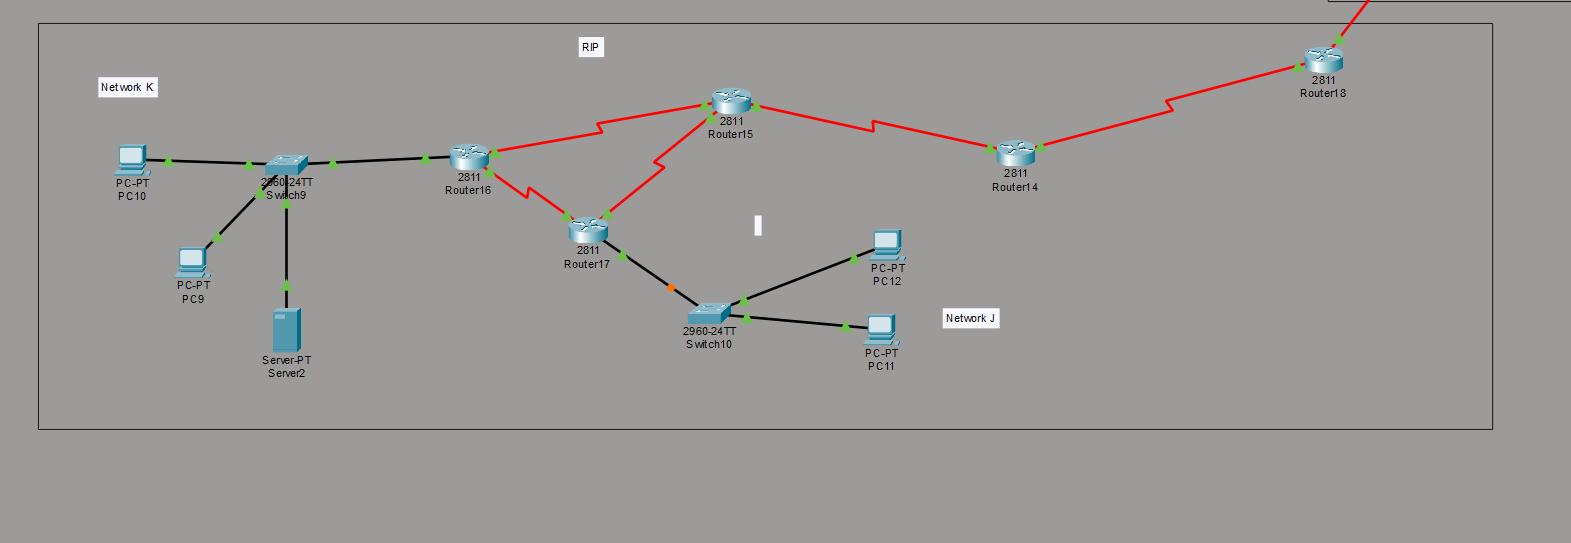 RIP
Network K
2811
Router18
2811
Router15
2811
Router14
2811
Router16
PC-PT
PC10
2960-24TT
Switch9
2811
Router17
PC-PT
PC12
PC-PT
PC9
2960-24TT
Switch10
Network J
PC-PT
PC11
Server-PT
Server2